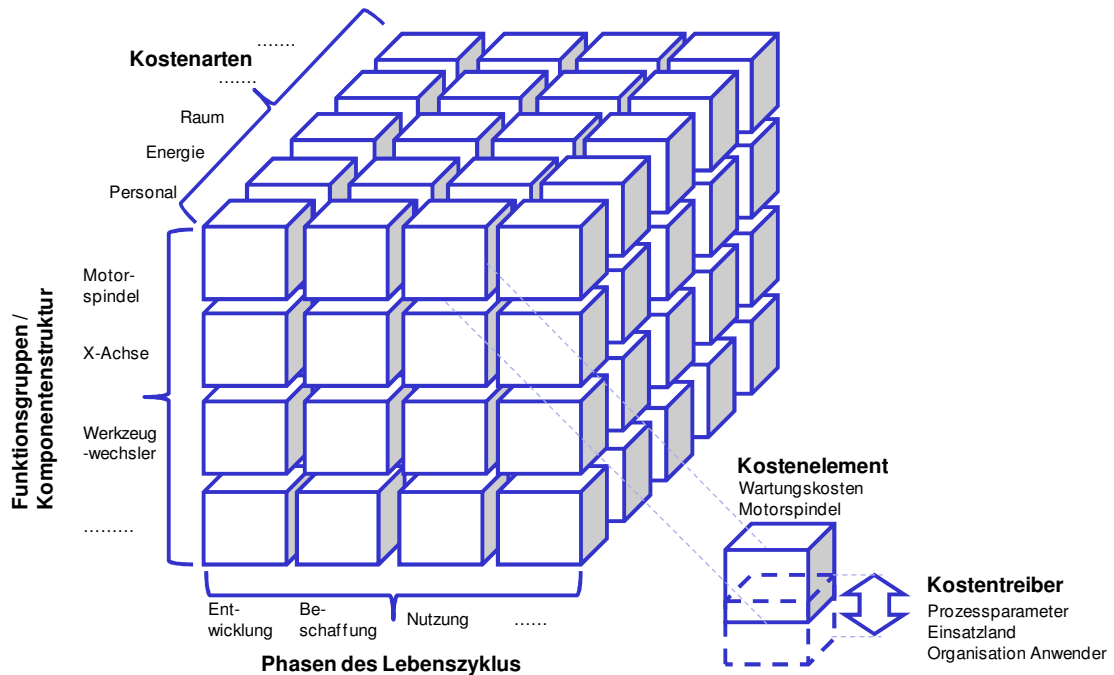 Kostenarten
.......
.......
Raum
Energie
Personal
Funktionsgruppen /
Komponentenstruktur
Motor-
spindel
X-Achse
Werkzeug
-wechsler
.........
Ent-
wicklung
Be-
schaffung
Nutzung
......
Phasen des Lebenszyklus
Kostenelement
Wartungskosten
Motorspindel
Kostentreiber
Prozessparameter
Einsatzland
Organisation Anwender